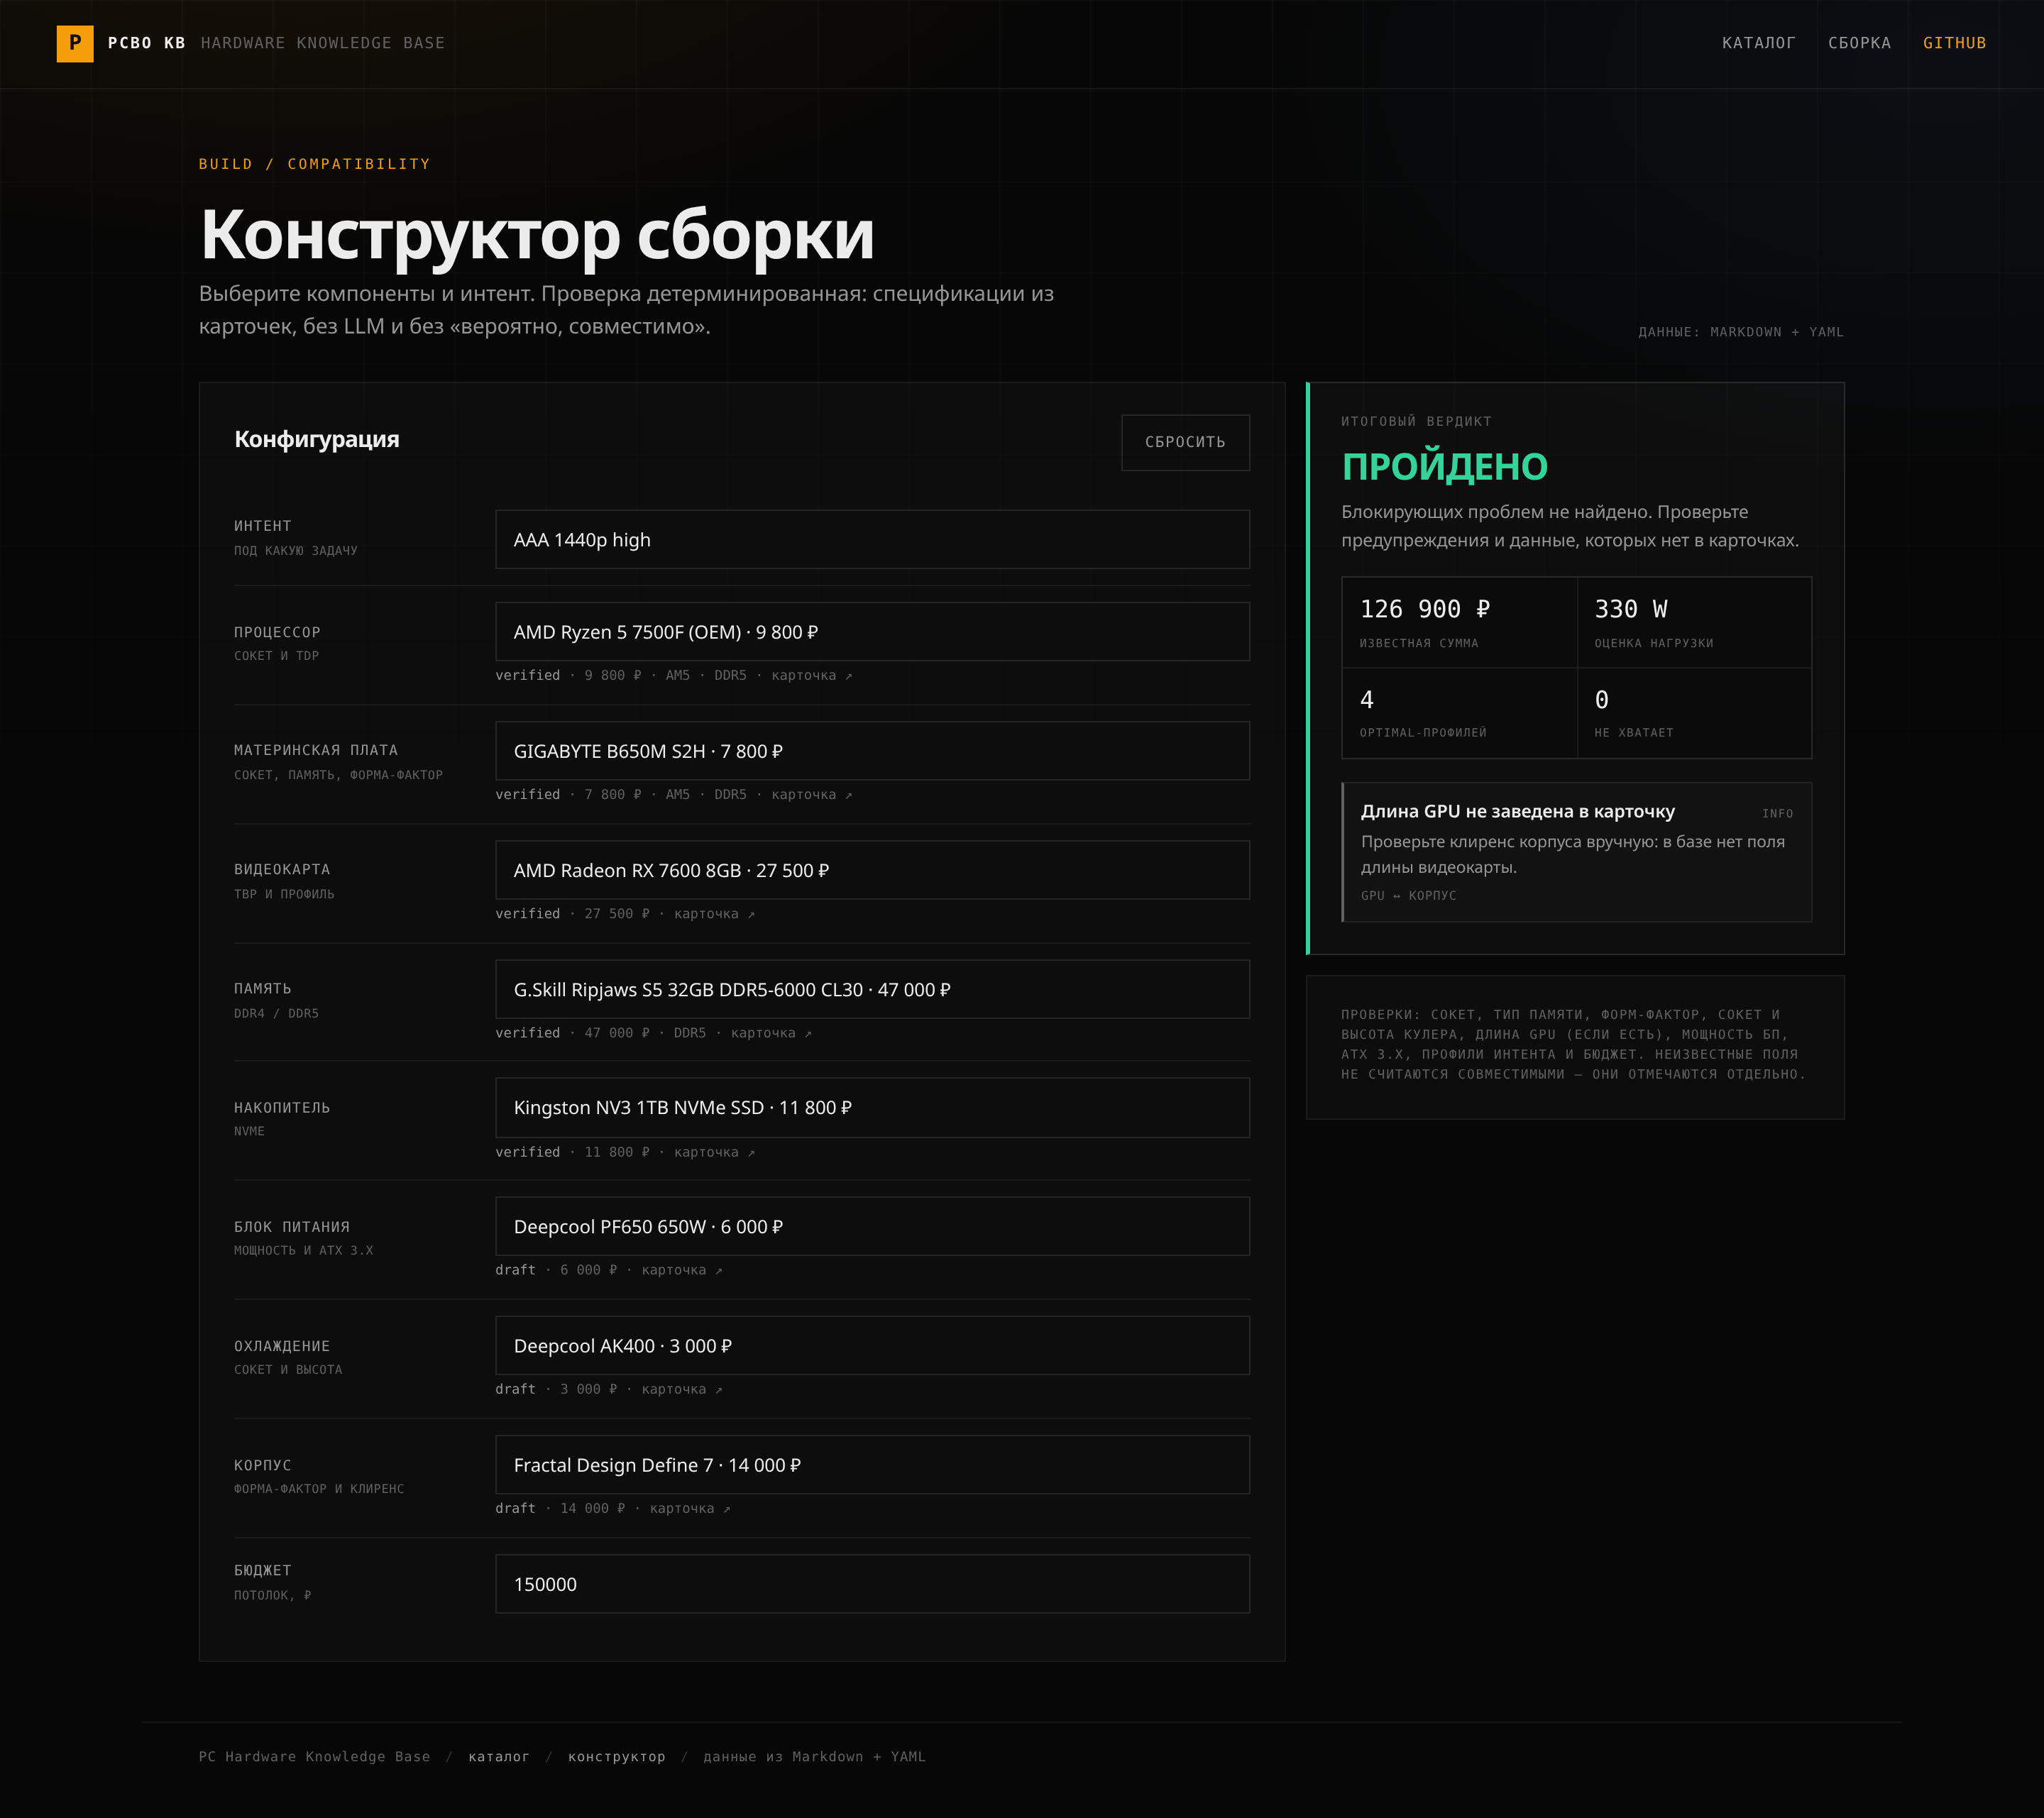 P PCBO KB HARDWARE KNOWLEDGE BASE КАТАЛОГ СБОРКА GITHUB
BUILD / COMPATIBILITY
Конструктор сборки
Выберите компоненты и интент. Проверка детерминированная: спецификации из
карточек, без LLM и без «вероятно, совместимо».
ДАННЫЕ: MARKDOWN + YAML
Конфигурация
СБРОСИТЬ
ИНТЕНТ
ПОД КАКУЮ ЗАДАЧУ
AAA 1440p high
ПРОЦЕССОР
СОКЕТ И TDP
AMD Ryzen 5 7500F (OEM) · 9 800 ₽
verified · 9 800 ₽ · AM5 · DDR5 · карточка ↗
МАТЕРИНСКАЯ ПЛАТА
СОКЕТ, ПАМЯТЬ, ФОРМА-ФАКТОР
GIGABYTE B650M S2H · 7 800 ₽
verified · 7 800 ₽ · AM5 · DDR5 · карточка ↗
ВИДЕОКАРТА
TBP И ПРОФИЛЬ
AMD Radeon RX 7600 8GB · 27 500 ₽
verified · 27 500 ₽ · карточка ↗
ПАМЯТЬ
DDR4 / DDR5
G.Skill Ripjaws S5 32GB DDR5-6000 CL30 · 47 000 ₽
verified · 47 000 ₽ · DDR5 · карточка ↗
НАКОПИТЕЛЬ
NVME
Kingston NV3 1TB NVMe SSD · 11 800 ₽
verified · 11 800 ₽ · карточка ↗
БЛОК ПИТАНИЯ
МОЩНОСТЬ И ATX 3.X
Deepcool PF650 650W · 6 000 ₽
draft · 6 000 ₽ · карточка ↗
ОХЛАЖДЕНИЕ
СОКЕТ И ВЫСОТА
Deepcool AK400 · 3 000 ₽
draft · 3 000 ₽ · карточка ↗
КОРПУС
ФОРМА-ФАКТОР И КЛИРЕНС
Fractal Design Define 7 · 14 000 ₽
draft · 14 000 ₽ · карточка ↗
БЮДЖЕТ
ПОТОЛОК, ₽
150000
ИТОГОВЫЙ ВЕРДИКТ
ПРОЙДЕНО
Блокирующих проблем не найдено. Проверьте
предупреждения и данные, которых нет в карточках.
126 900 ₽
ИЗВЕСТНАЯ СУММА
330 W
ОЦЕНКА НАГРУЗКИ
4
OPTIMAL-ПРОФИЛЕЙ
0
НЕ ХВАТАЕТ
Длина GPU не заведена в карточку INFO
Проверьте клиренс корпуса вручную: в базе нет поля
длины видеокарты.
GPU ↔ КОРПУС
ПРОВЕРКИ: СОКЕТ, ТИП ПАМЯТИ, ФОРМ-ФАКТОР, СОКЕТ И
ВЫСОТА КУЛЕРА, ДЛИНА GPU (ЕСЛИ ЕСТЬ), МОЩНОСТЬ БП,
ATX 3.X, ПРОФИЛИ ИНТЕНТА И БЮДЖЕТ. НЕИЗВЕСТНЫЕ ПОЛЯ
НЕ СЧИТАЮТСЯ СОВМЕСТИМЫМИ — ОНИ ОТМЕЧАЮТСЯ ОТДЕЛЬНО.
PC Hardware Knowledge Base / каталог / конструктор / данные из Markdown + YAML